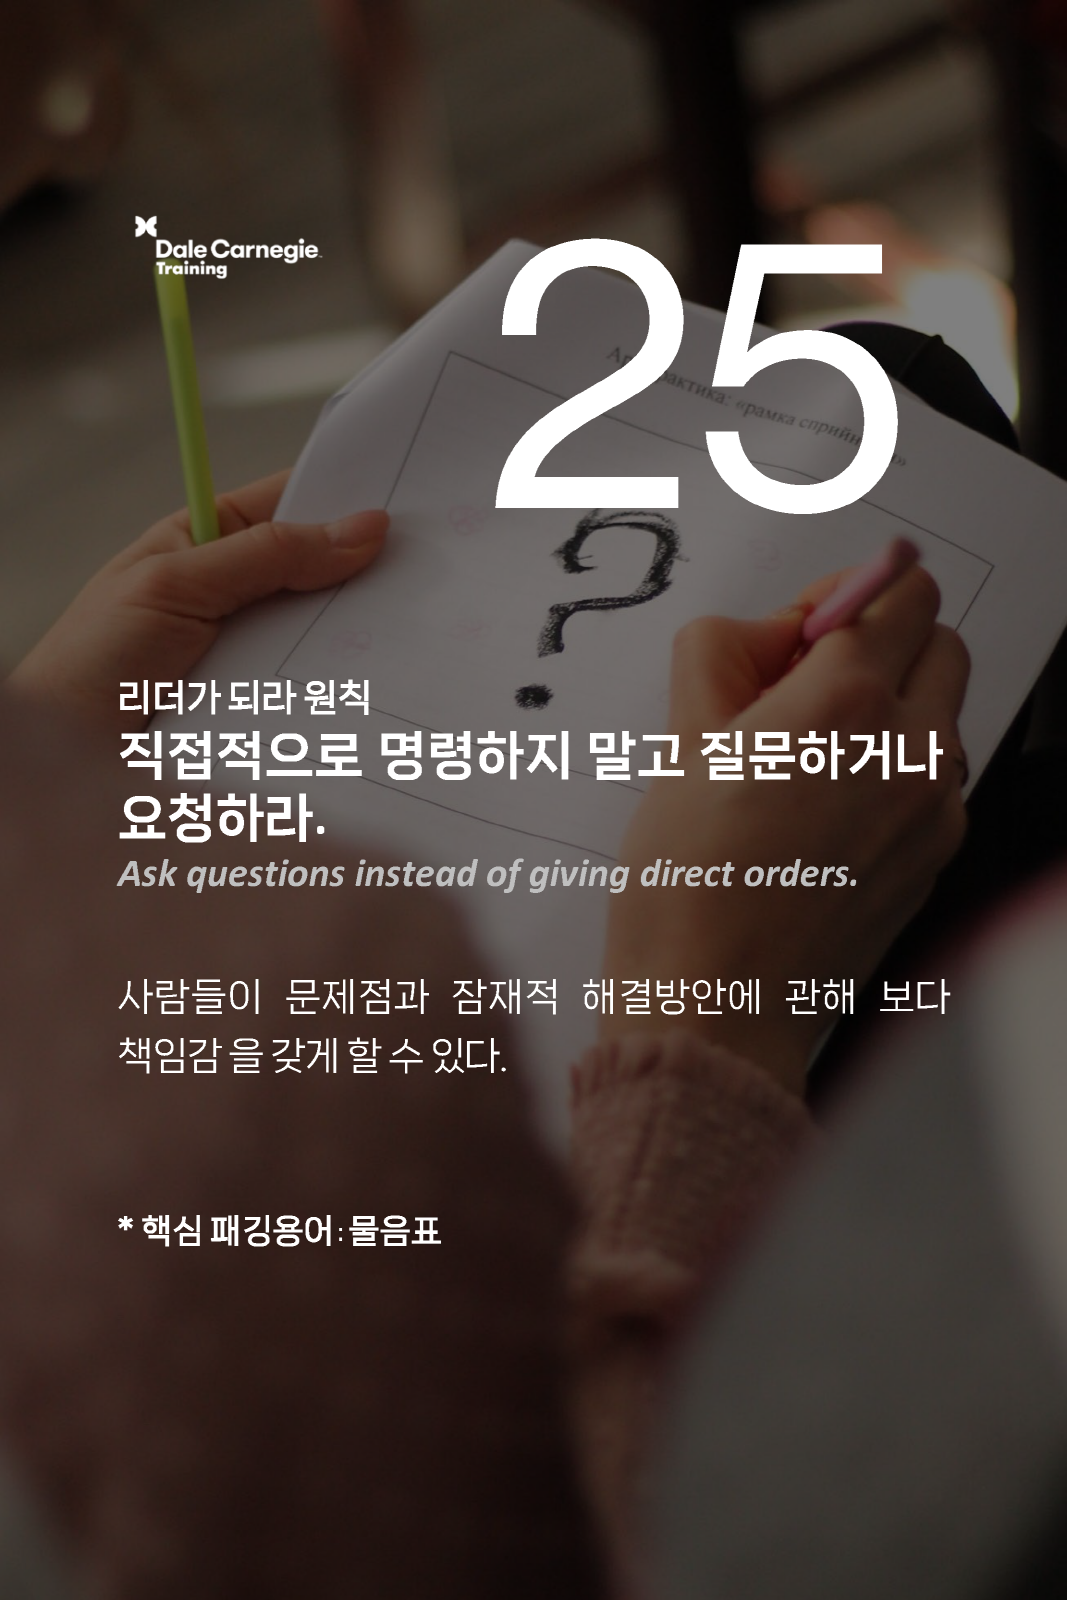 Dale Carnegie
Training
25
рактика: «рамка
?
리더가 되라 원칙
직접적으로 명령하지 말고 질문하거나
요청하라.
Ask questions instead of giving direct orders.
사람들이 문제점과 잠재적 해결방안에 관해 보다
책임감 을 갖게 할 수 있다.
* 핵심 패깅용어 : 물음표